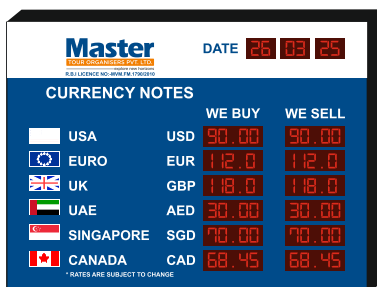 Master
TOUR ORGANISERS PVT. LTD.
explore new horizons
R.B.I LICENCE NO:-MVM.FM.1790/2010
DATE 26 03 25
CURRENCY NOTES
WE BUY WE SELL
USA USD 90.00 90.00
EURO EUR 112.0 112.0
UK GBP 118.0 118.0
UAE AED 30.00 30.00
SINGAPORE SGD 70.00 70.00
CANADA CAD 68.45 68.45
* RATES ARE SUBJECT TO CHANGE